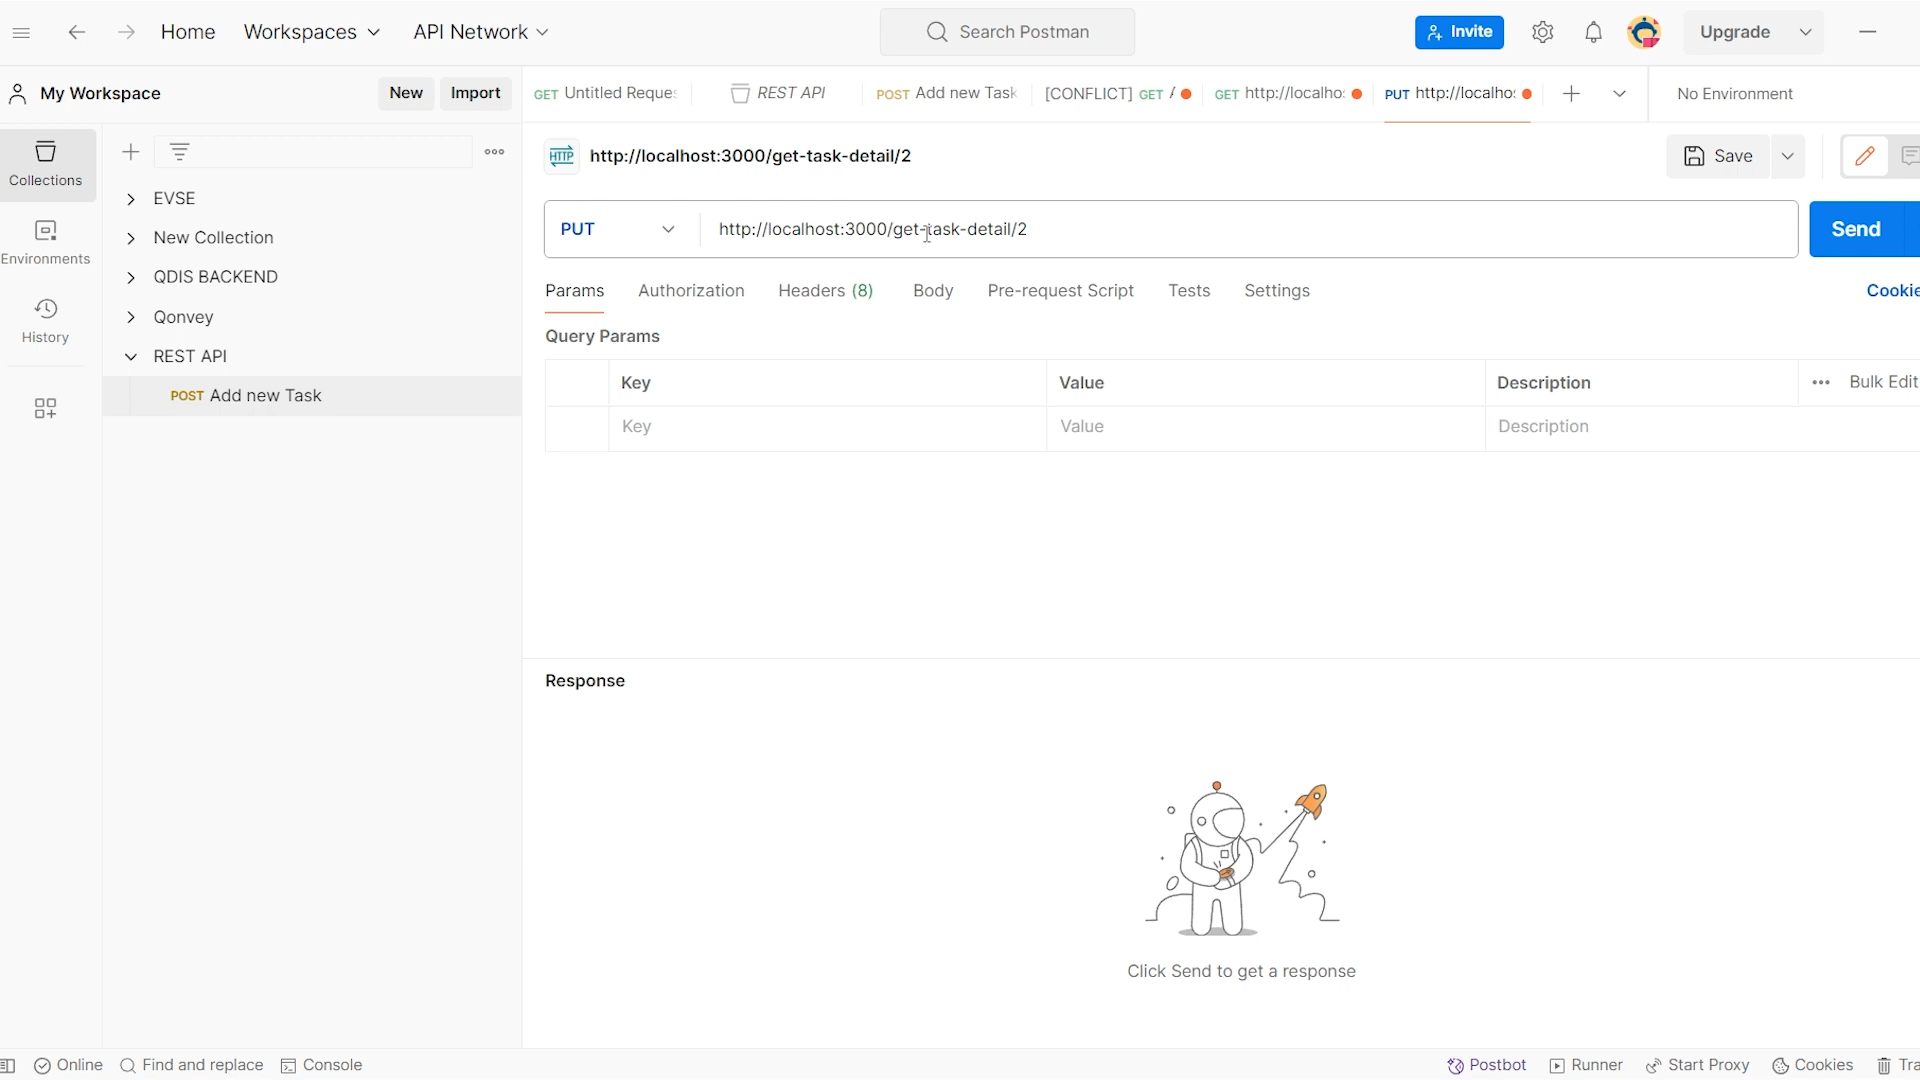 Home Workspaces API Network Search Postman Invite Upgrade
My Workspace New Import GET Untitled Reques REST API POST Add new Task [CONFLICT] GET GET http://localho: PUT http://localho: No Environment
Collections
Environments
History
EVSE
New Collection
QDIS BACKEND
Qonvey
REST API
POST Add new Task
HTTP http://localhost:3000/get-task-detail/2 Save
PUT http://localhost:3000/get-task-detail/2 Send
Params Authorization Headers (8) Body Pre-request Script Tests Settings Cookie
Query Params
Key Value Description Bulk Edit
Key Value Description
Response
Click Send to get a response
Online Find and replace Console Postbot Runner Start Proxy Cookies Tra